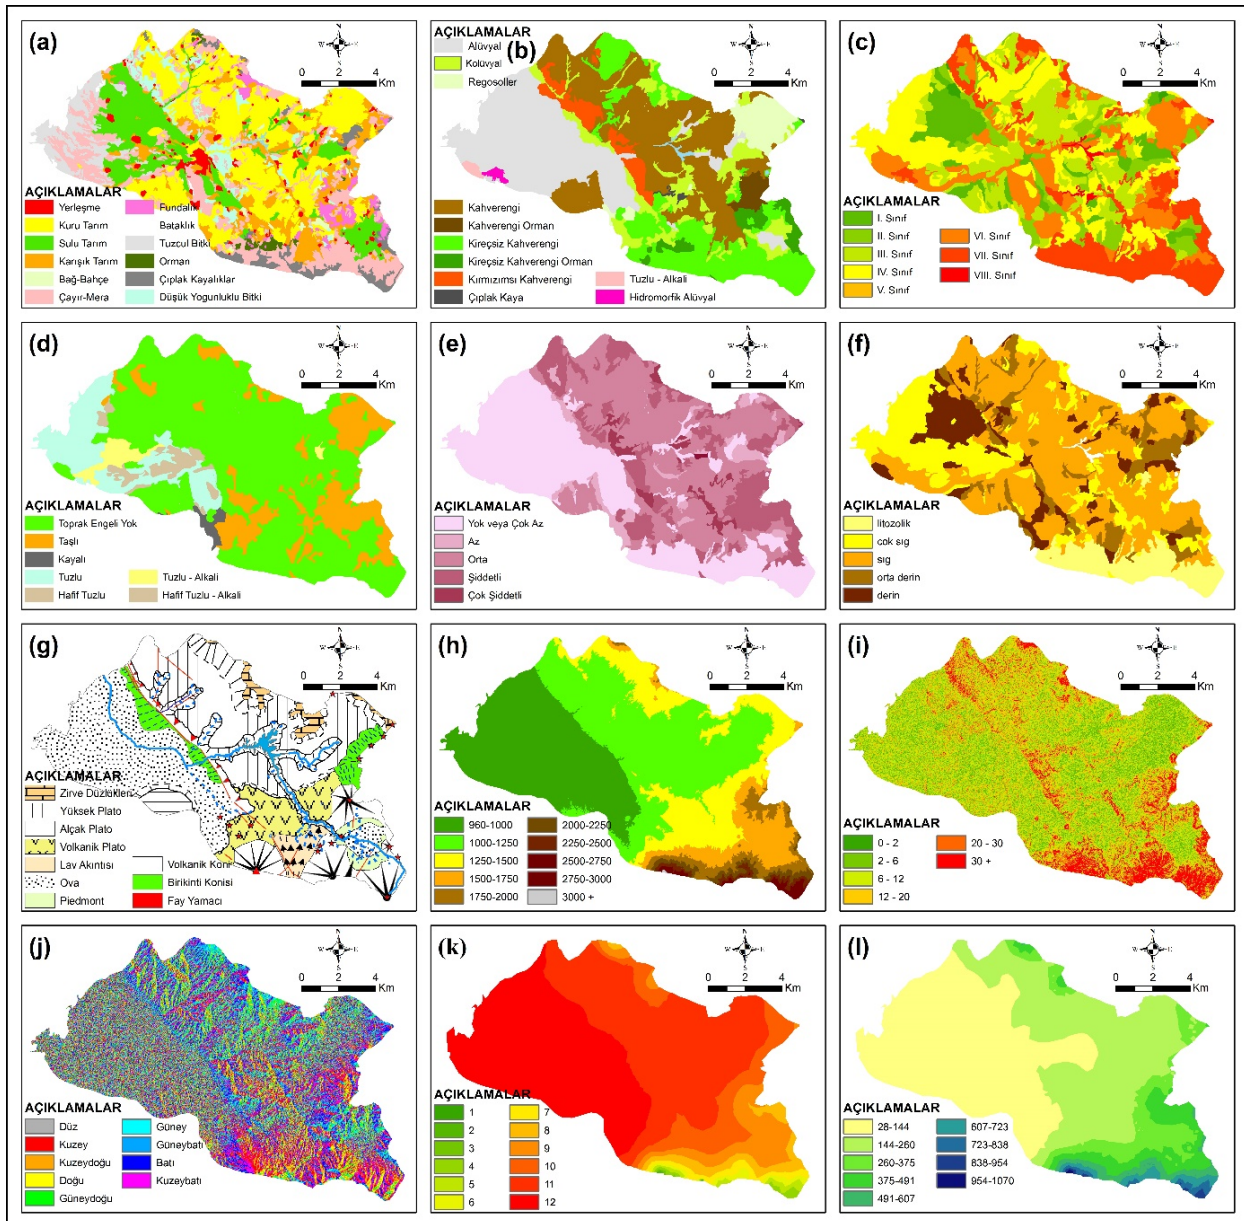 (a)
N
W E
S
0 2 4
Km
AÇIKLAMALAR
Yerleşme
Kuru Tarım
Sulu Tarım
Karışık Tarım
Bağ-Bahçe
Çayır-Mera
Fundalık
Bataklık
Tuzcul Bitki
Orman
Çıplak Kayalıklar
Düşük Yogunluklu Bitki
(b)
AÇIKLAMALAR
Alüvyal
Kolüvyal
Regosoller
N
W E
S
0 2 4
Km
Kahverengi
Kahverengi Orman
Kireçsiz Kahverengi
Kireçsiz Kahverengi Orman
Kırmızımsı Kahverengi
Çıplak Kaya
Tuzlu - Alkali
Hidromorfik Alüvyal
(c)
N
W E
S
0 2 4
Km
AÇIKLAMALAR
I. Sınıf
II. Sınıf
III. Sınıf
IV. Sınıf
V. Sınıf
VI. Sınıf
VII. Sınıf
VIII. Sınıf
(d)
N
W E
S
0 2 4
Km
AÇIKLAMALAR
Toprak Engeli Yok
Taşlı
Kayalı
Tuzlu
Hafif Tuzlu
Tuzlu - Alkali
Hafif Tuzlu - Alkali
(e)
N
W E
S
0 2 4
Km
AÇIKLAMALAR
Yok veya Çok Az
Az
Orta
Şiddetli
Çok Şiddetli
(f)
N
W E
S
0 2 4
Km
AÇIKLAMALAR
litozolik
cok sıg
sıg
orta derin
derin
(g)
N
W E
S
0 2 4
Km
AÇIKLAMALAR
Zirve Düzlükleri
Yüksek Plato
Alçak Plato
Volkanik Plato
Lav Akıntısı
Ova
Piedmont
Volkanik Koni
Birikinti Konisi
Fay Yamacı
(h)
N
W E
S
0 2 4
Km
AÇIKLAMALAR
960-1000
1000-1250
1250-1500
1500-1750
1750-2000
2000-2250
2250-2500
2500-2750
2750-3000
3000 +
(i)
N
W E
S
0 2 4
Km
AÇIKLAMALAR
0 - 2
2 - 6
6 - 12
12 - 20
20 - 30
30 +
(j)
N
W E
S
0 2 4
Km
AÇIKLAMALAR
Düz
Kuzey
Kuzeydoğu
Doğu
Güneydoğu
Güney
Güneybatı
Batı
Kuzeybatı
(k)
N
W E
S
0 2 4
Km
AÇIKLAMALAR
1
2
3
4
5
6
7
8
9
10
11
12
(l)
N
W E
S
0 2 4
Km
AÇIKLAMALAR
28-144
144-260
260-375
375-491
491-607
607-723
723-838
838-954
954-1070